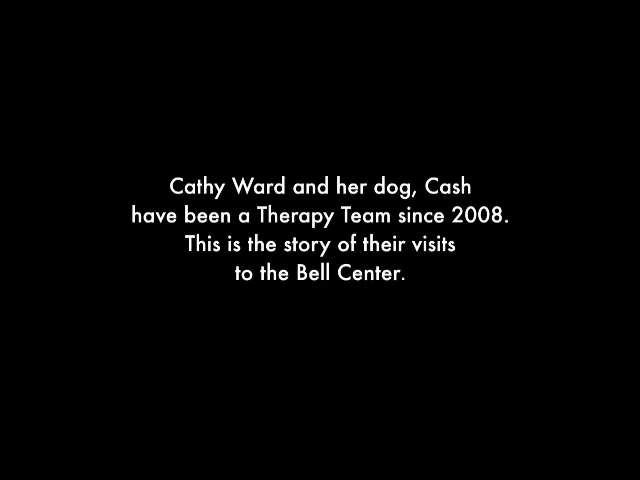 Cathy Ward and her dog, Cash
have been a Therapy Team since 2008.
This is the story of their visits
to the Bell Center.